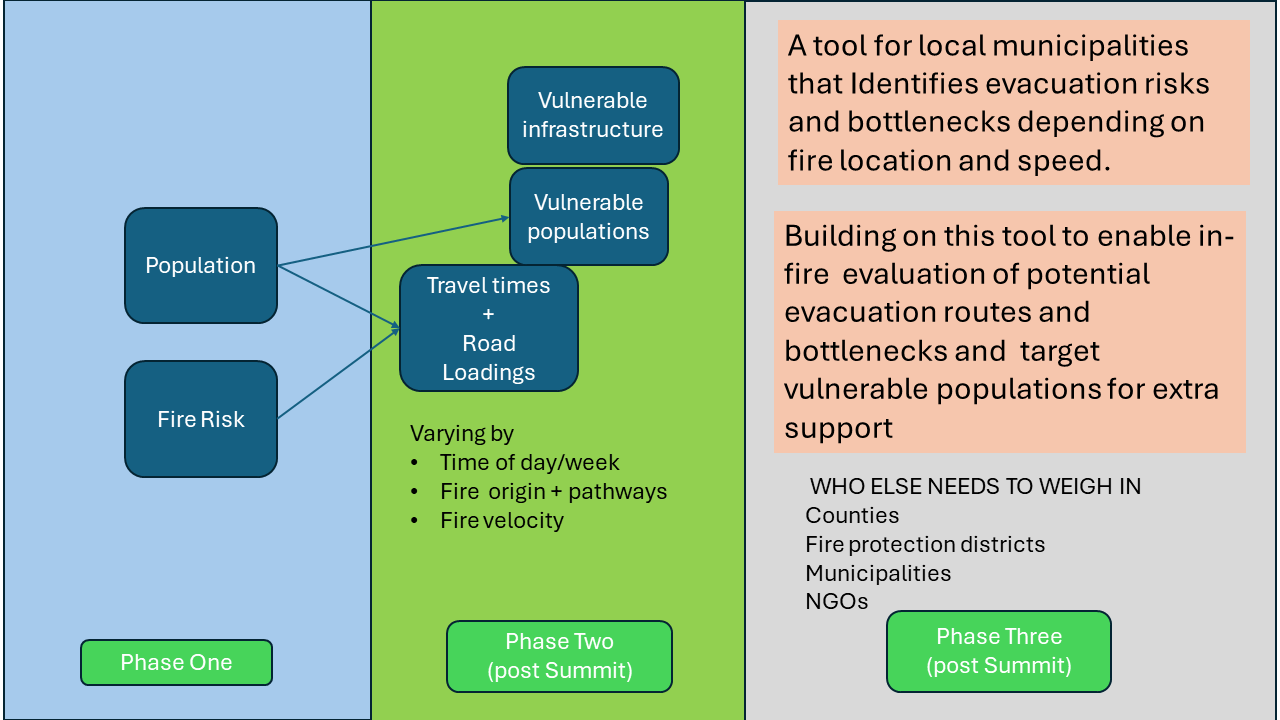 Population
Fire Risk
Phase One
Vulnerable
infrastructure
Vulnerable
populations
Travel times
+
Road
Loadings
Varying by
• Time of day/week
• Fire origin + pathways
• Fire velocity
Phase Two
(post Summit)
A tool for local municipalities
that Identifies evacuation risks
and bottlenecks depending on
fire location and speed.
Building on this tool to enable in-
fire evaluation of potential
evacuation routes and
bottlenecks and target
vulnerable populations for extra
support
WHO ELSE NEEDS TO WEIGH IN
Counties
Fire protection districts
Municipalities
NGOs
Phase Three
(post Summit)